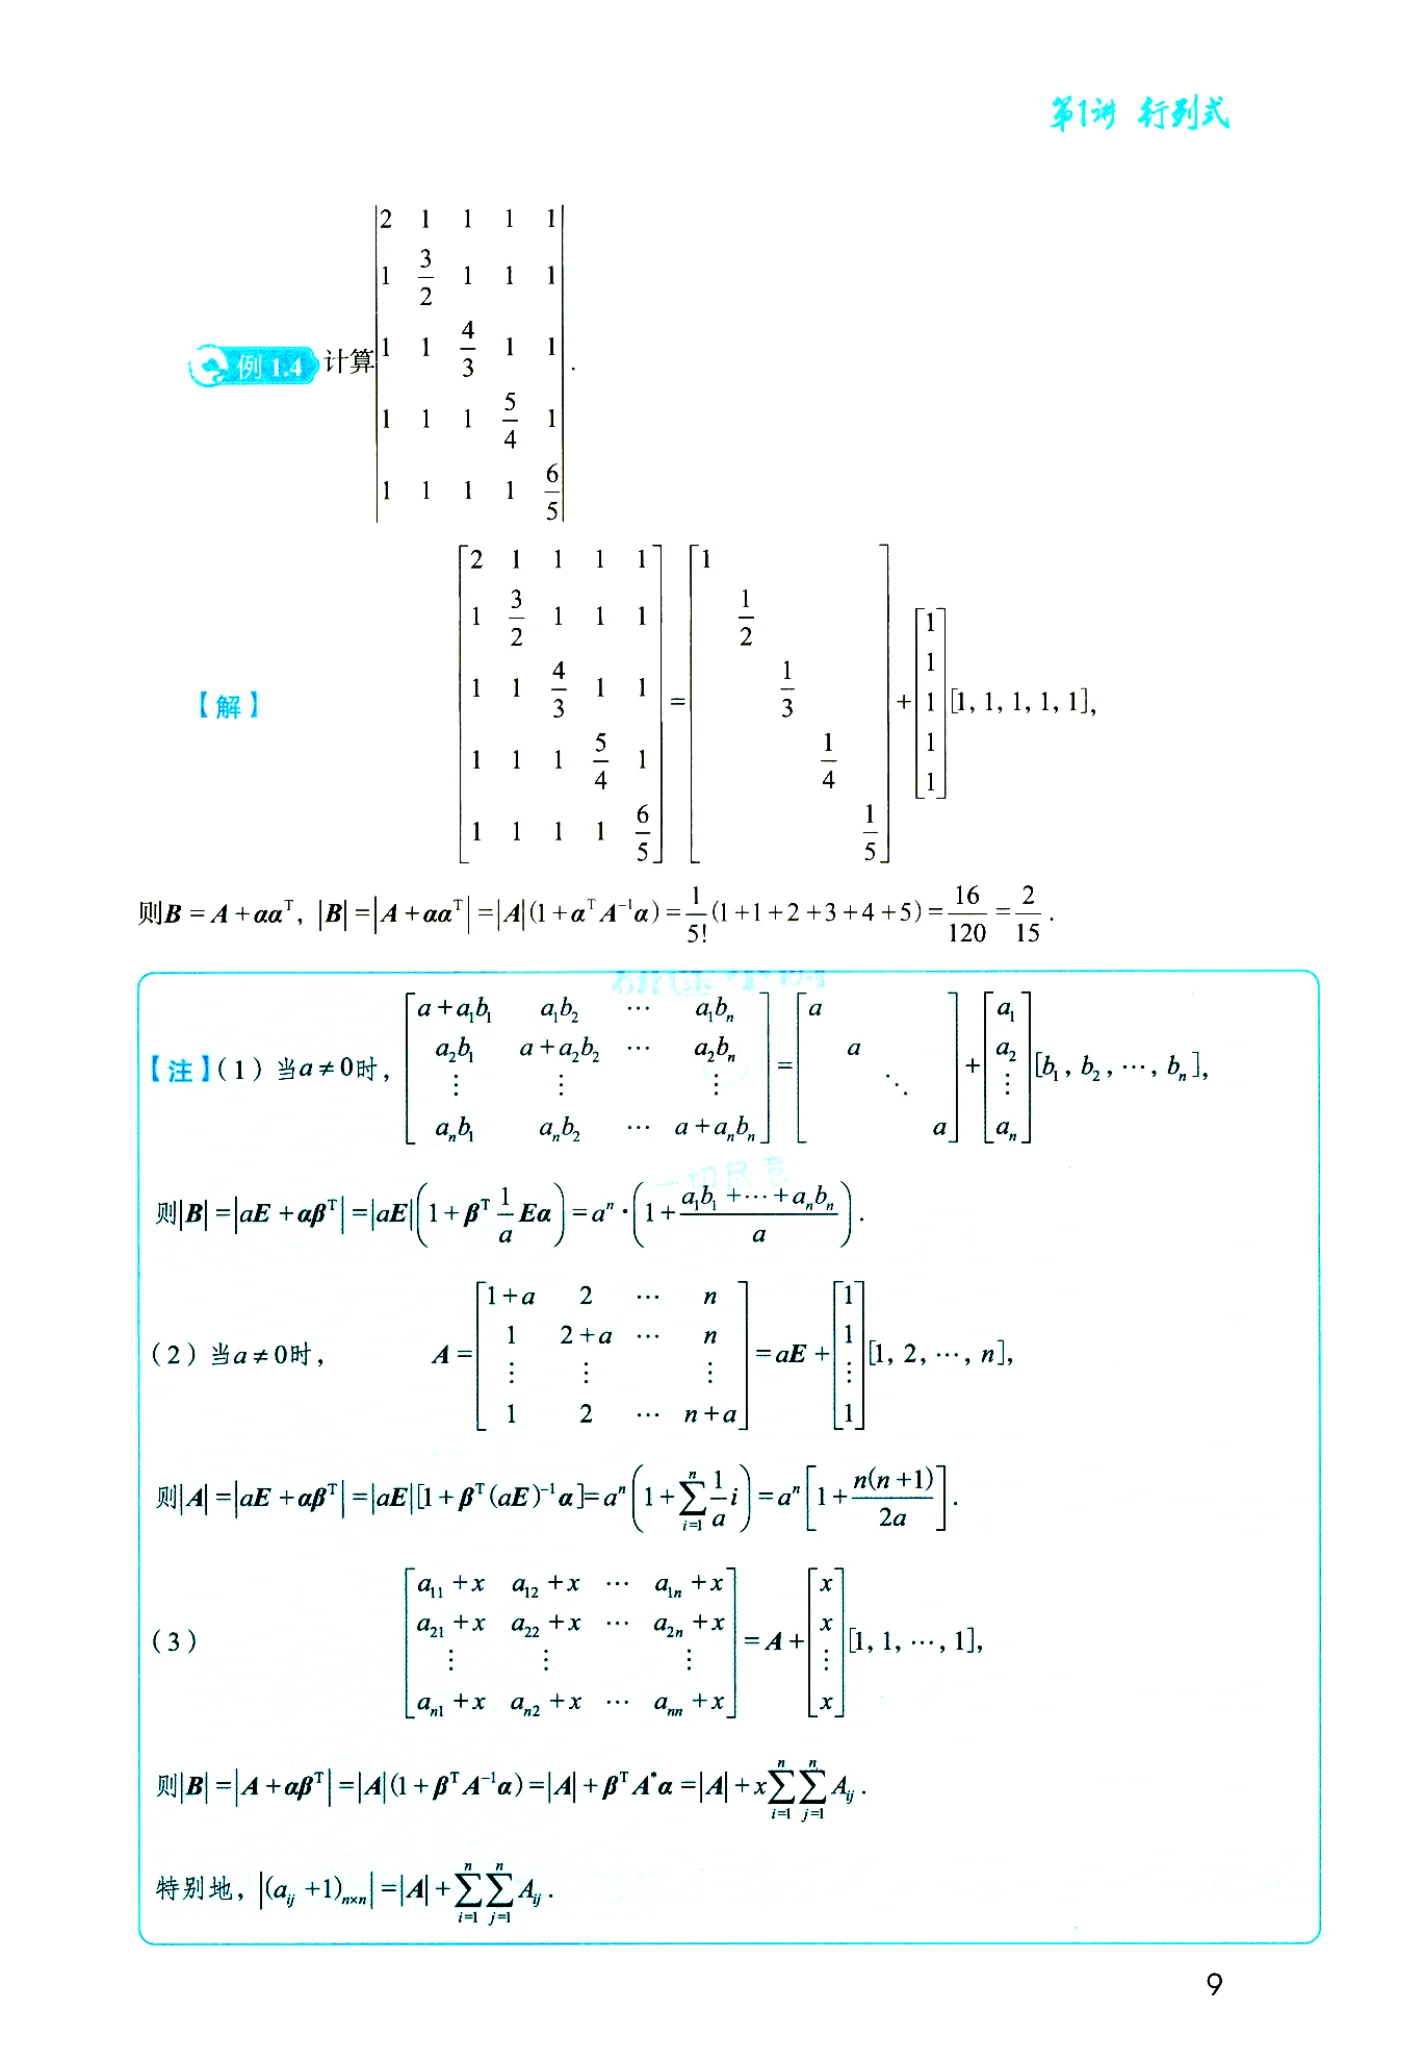 第1讲 行列式
例 1.4 计算 $\begin{vmatrix} 2 & 1 & 1 & 1 & 1 \\ 1 & \frac{3}{2} & 1 & 1 & 1 \\ 1 & 1 & \frac{4}{3} & 1 & 1 \\ 1 & 1 & 1 & \frac{5}{4} & 1 \\ 1 & 1 & 1 & 1 & \frac{6}{5} \end{vmatrix}$.
【解】 $\begin{bmatrix} 2 & 1 & 1 & 1 & 1 \\ 1 & \frac{3}{2} & 1 & 1 & 1 \\ 1 & 1 & \frac{4}{3} & 1 & 1 \\ 1 & 1 & 1 & \frac{5}{4} & 1 \\ 1 & 1 & 1 & 1 & \frac{6}{5} \end{bmatrix} = \begin{bmatrix} 1 & & & & \\ & \frac{1}{2} & & & \\ & & \frac{1}{3} & & \\ & & & \frac{1}{4} & \\ & & & & \frac{1}{5} \end{bmatrix} + \begin{bmatrix} 1 \\ 1 \\ 1 \\ 1 \\ 1 \end{bmatrix} [1, 1, 1, 1, 1],$
则 $B = A + \alpha\alpha^T$, $|B| = |A + \alpha\alpha^T| = |A|(1 + \alpha^T A^{-1} \alpha) = \frac{1}{5!}(1+1+2+3+4+5) = \frac{16}{120} = \frac{2}{15}$.
【注】(1) 当 $a \neq 0$ 时, $\begin{bmatrix} a+a_1b_1 & a_1b_2 & \cdots & a_1b_n \\ a_2b_1 & a+a_2b_2 & \cdots & a_2b_n \\ \vdots & \vdots & & \vdots \\ a_nb_1 & a_nb_2 & \cdots & a+a_nb_n \end{bmatrix} = \begin{bmatrix} a & & & \\ & a & & \\ & & \ddots & \\ & & & a \end{bmatrix} + \begin{bmatrix} a_1 \\ a_2 \\ \vdots \\ a_n \end{bmatrix} [b_1, b_2, \cdots, b_n],$
则 $|B| = |aE + \alpha\beta^T| = |aE| \left(1 + \beta^T \frac{1}{a} E\alpha\right) = a^n \cdot \left(1 + \frac{a_1b_1 + \cdots + a_nb_n}{a}\right)$.
(2) 当 $a \neq 0$ 时, $A = \begin{bmatrix} 1+a & 2 & \cdots & n \\ 1 & 2+a & \cdots & n \\ \vdots & \vdots & & \vdots \\ 1 & 2 & \cdots & n+a \end{bmatrix} = aE + \begin{bmatrix} 1 \\ 1 \\ \vdots \\ 1 \end{bmatrix} [1, 2, \cdots, n],$
则 $|A| = |aE + \alpha\beta^T| = |aE|[1 + \beta^T (aE)^{-1} \alpha] = a^n \left(1 + \sum_{i=1}^{n} \frac{1}{a} i\right) = a^n \left[1 + \frac{n(n+1)}{2a}\right]$.
(3) $\begin{bmatrix} a_{11}+x & a_{12}+x & \cdots & a_{1n}+x \\ a_{21}+x & a_{22}+x & \cdots & a_{2n}+x \\ \vdots & \vdots & & \vdots \\ a_{n1}+x & a_{n2}+x & \cdots & a_{nn}+x \end{bmatrix} = A + \begin{bmatrix} x \\ x \\ \vdots \\ x \end{bmatrix} [1, 1, \cdots, 1],$
则 $|B| = |A + \alpha\beta^T| = |A|(1 + \beta^T A^{-1} \alpha) = |A| + \beta^T A^* \alpha = |A| + x \sum_{i=1}^{n} \sum_{j=1}^{n} A_{ij}$.
特别地, $|(a_{ij} + 1)_{n \times n}| = |A| + \sum_{i=1}^{n} \sum_{j=1}^{n} A_{ij}$.
9